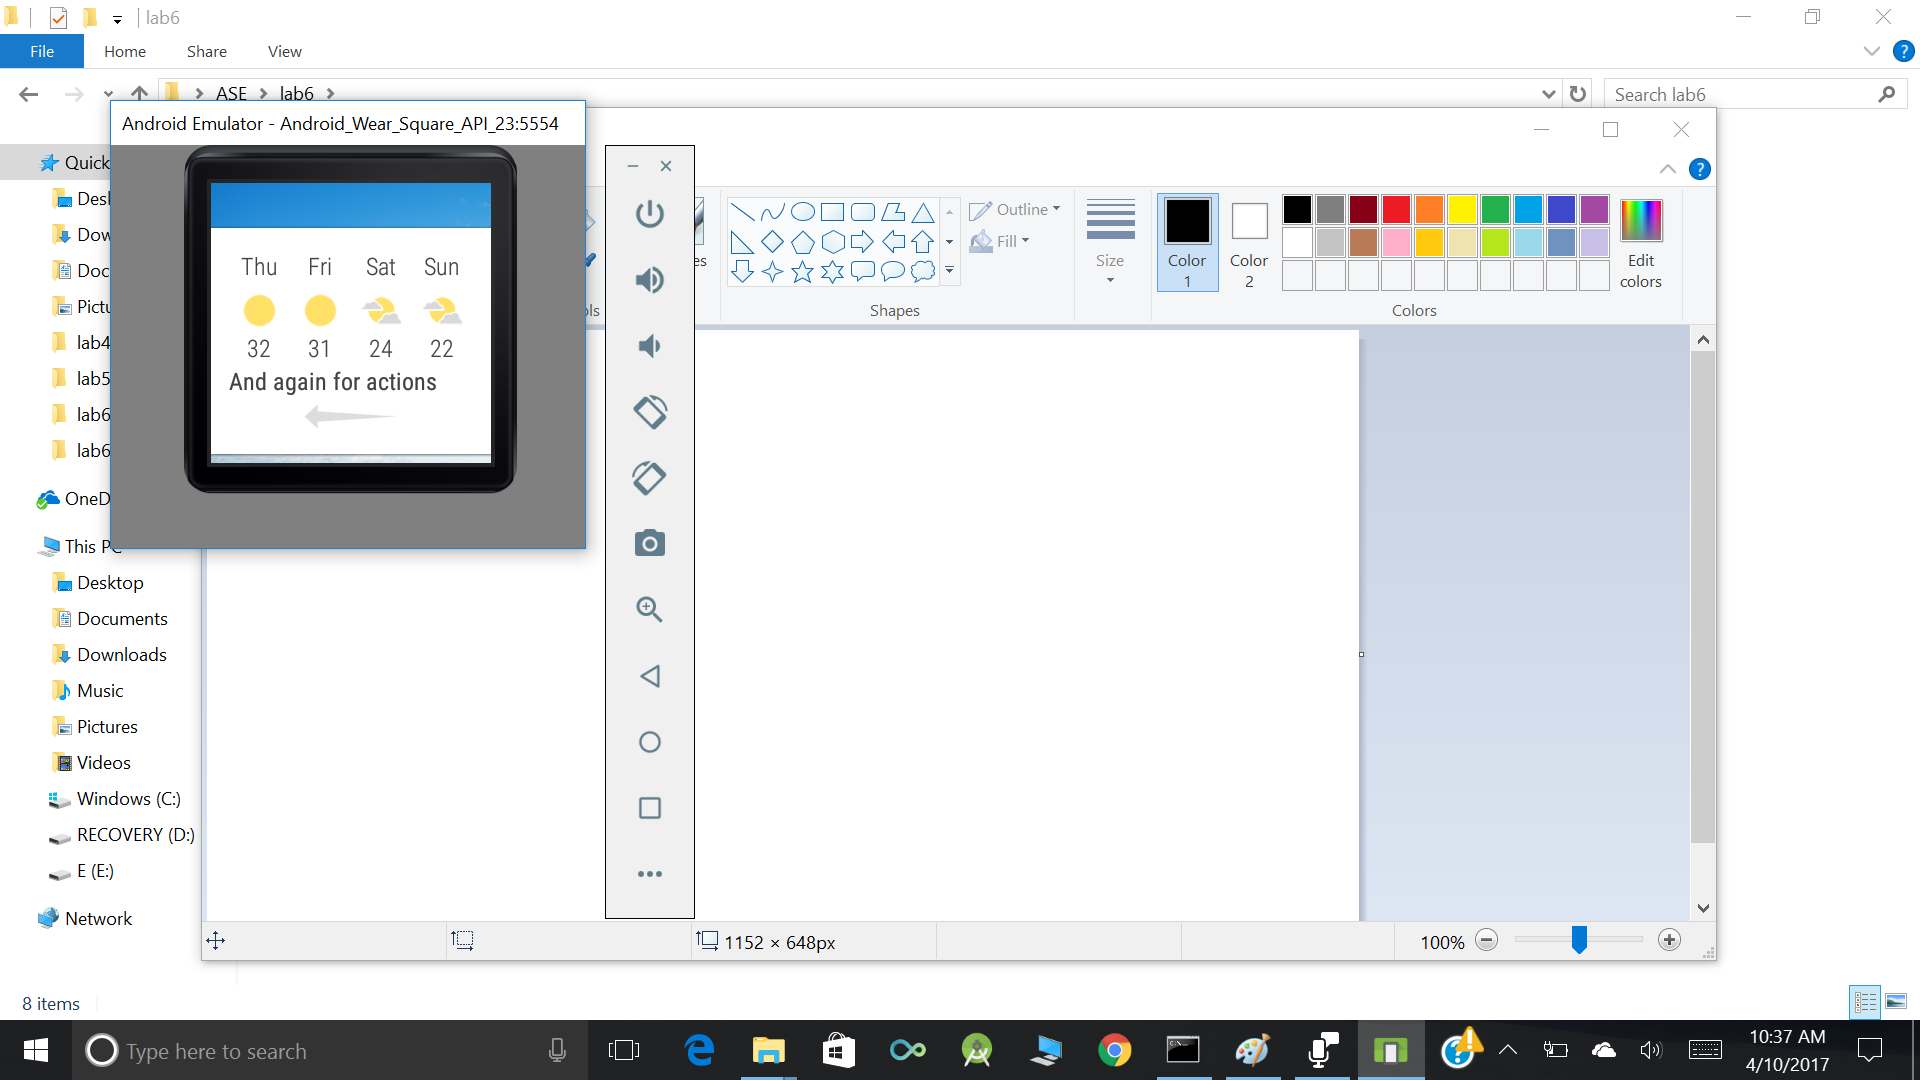 lab6
File Home Share View
ASE lab6
Search lab6
Android Emulator - Android_Wear_Square_API_23:5554
Quick
Desl
Dow
Doc
Pictu
lab4
lab5
lab6
lab6
OneD
This PC
Desktop
Documents
Downloads
Music
Pictures
Videos
Windows (C:)
RECOVERY (D:)
E (E:)
Network
Thu Fri Sat Sun
32 31 24 22
And again for actions
Outline
Fill
Shapes
Size
Color
1
Color
2
Edit
colors
Colors
1152 × 648px
100%
8 items
Type here to search
10:37 AM
4/10/2017